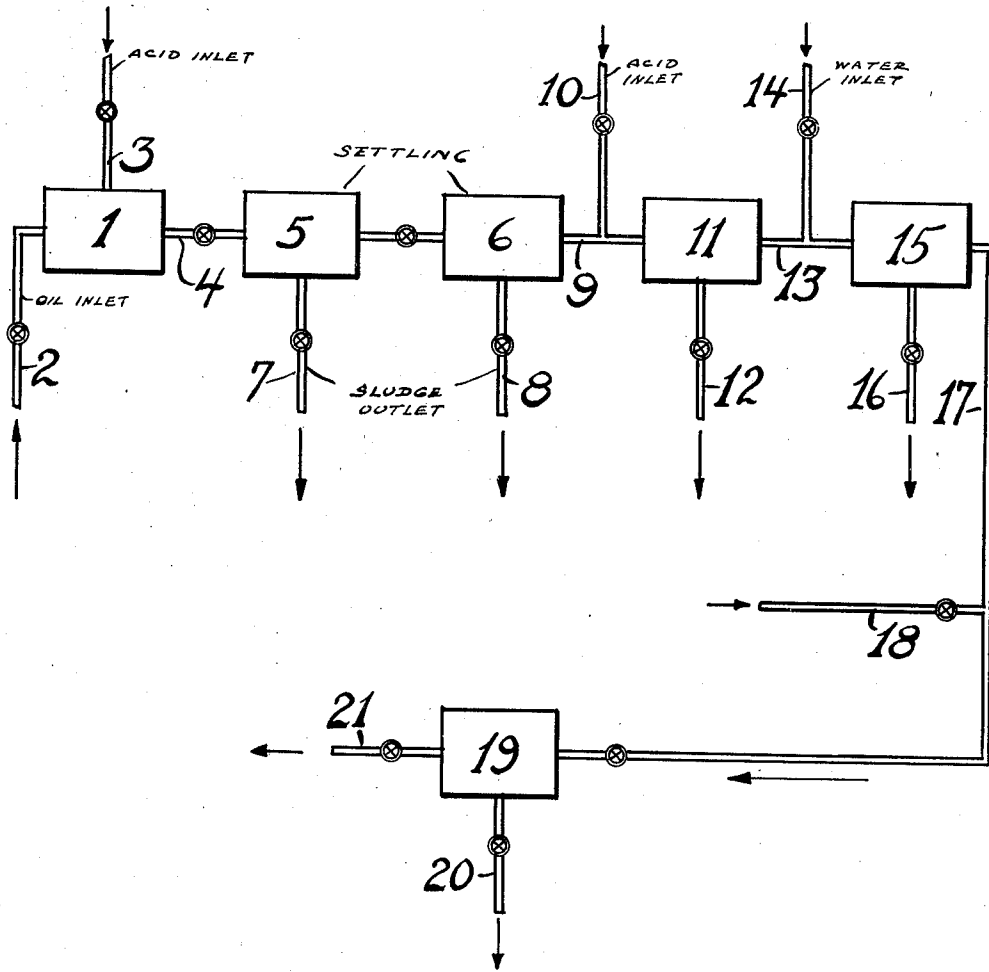 ACID INLET
3
1
OIL INLET
2
4
SETTLING
5
6
7
SLUDGE
OUTLET
8
9
10
ACID
INLET
11
12
13
14
WATER
INLET
15
16
17
18
19
20
21